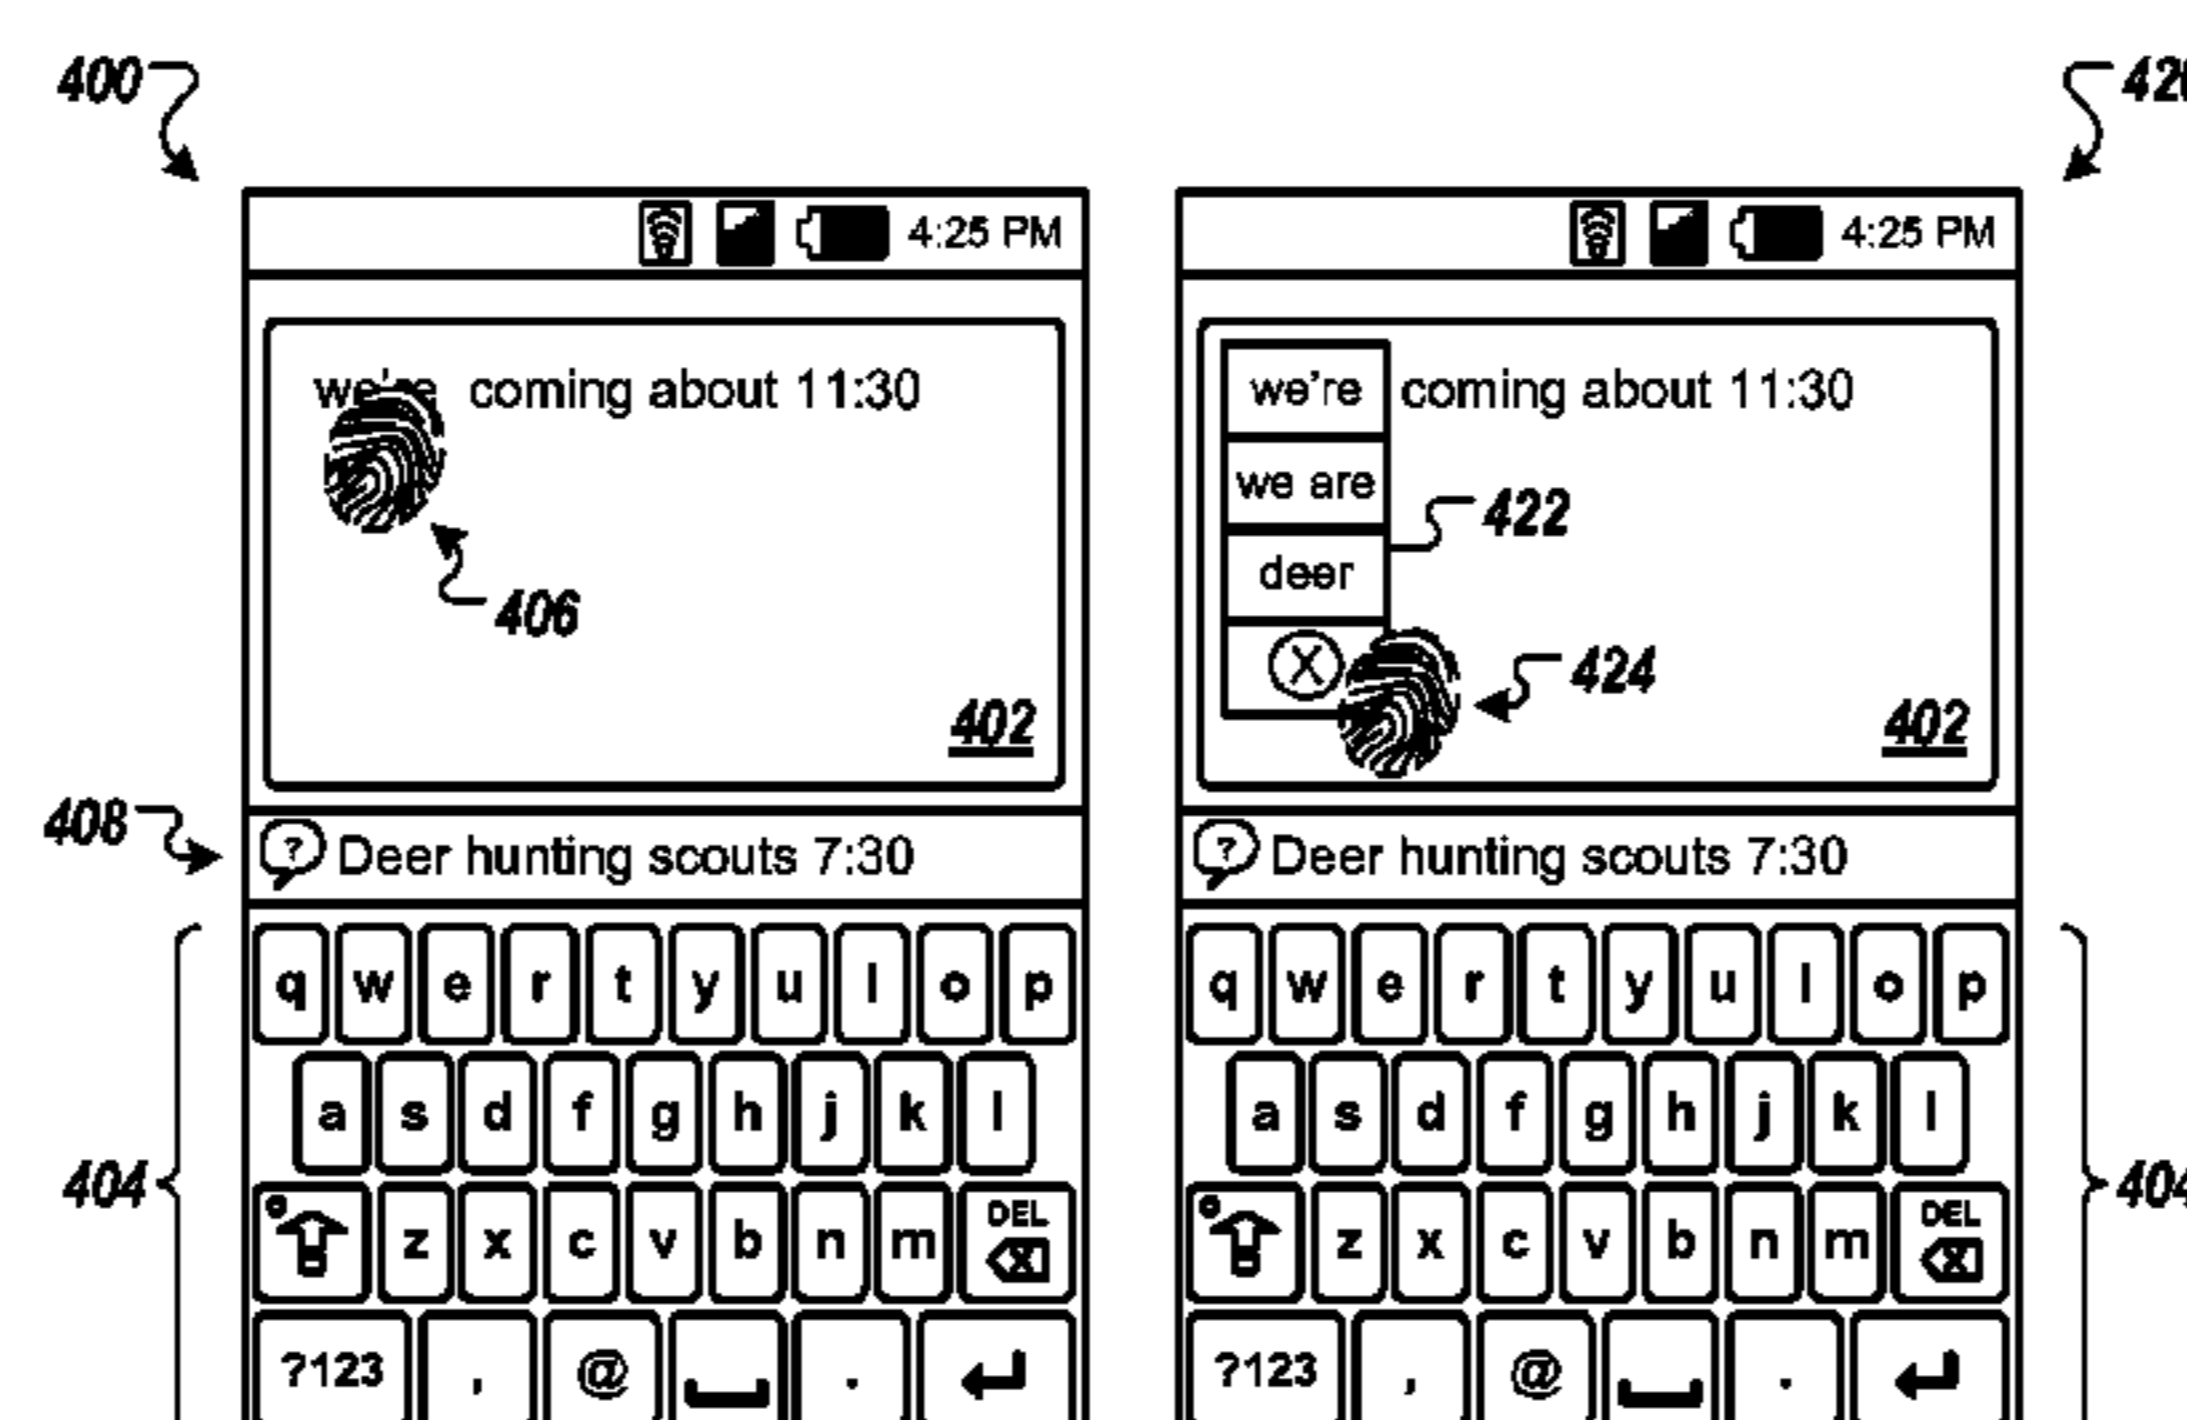 400
4:25 PM
we're coming about 11:30
406
402
408
? Deer hunting scouts 7:30
q w e r t y u l o p
a s d f g h j k l
404
z x c v b n m DEL X
?123 , @ .
4:25 PM
we're coming about 11:30
we are
422
deer
X
424
402
? Deer hunting scouts 7:30
q w e r t y u l o p
a s d f g h j k l
z x c v b n m DEL X
?123 , @ .